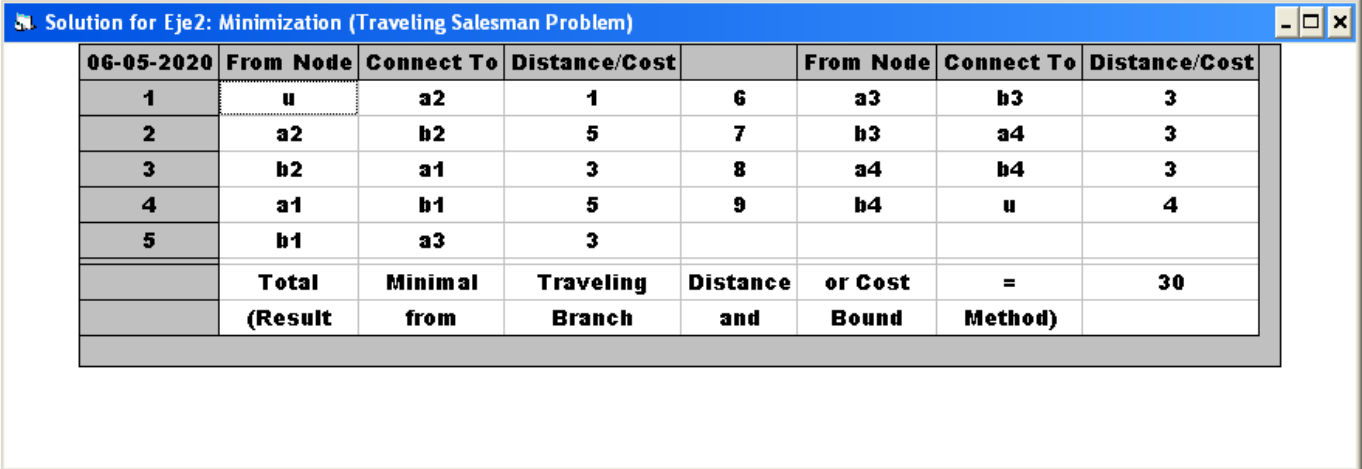 Solution for Eje2: Minimization (Traveling Salesman Problem)
06-05-2020 From Node Connect To Distance/Cost From Node Connect To Distance/Cost
1 u a2 1 6 a3 b3 3
2 a2 b2 5 7 b3 a4 3
3 b2 a1 3 8 a4 b4 3
4 a1 b1 5 9 b4 u 4
5 b1 a3 3
Total Minimal Traveling Distance or Cost = 30
(Result from Branch and Bound Method)